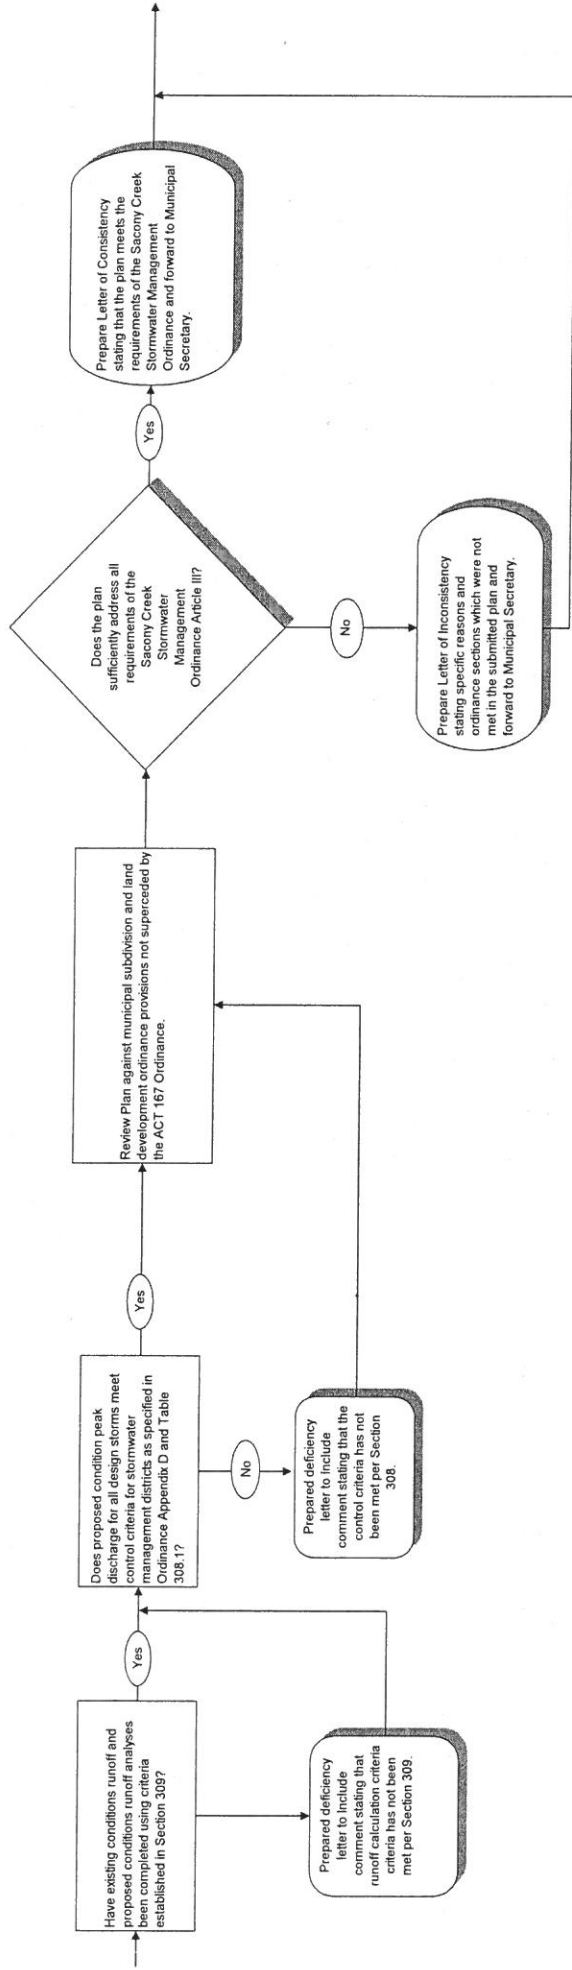 Have existing conditions runoff and
proposed conditions runoff analyses
been completed using criteria
established in Section 309?
Yes
Prepared deficiency
letter to Include
comment stating that
runoff calculation criteria
criteria has not been
met per Section 309.
Does proposed condition peak
discharge for all design storms meet
control criteria for stormwater
management districts as specified in
Ordinance Appendix D and Table
308.1?
Yes
No
Prepared deficiency
letter to Include
comment stating that the
control criteria has not
been met per Section
308.
Review Plan against municipal subdivision and land
development ordinance provisions not superceded by
the ACT 167 Ordinance.
Does the plan
sufficiently address all
requirements of the
Sacony Creek
Stormwater
Management
Ordinance Article III?
Yes
No
Prepare Letter of Consistency
stating that the plan meets the
requirements of the Sacony Creek
Stormwater Management
Ordinance and forward to Municipal
Secretary.
Prepare Letter of Inconsistency
stating specific reasons and
ordinance sections which were not
met in the submitted plan and
forward to Municipal Secretary.